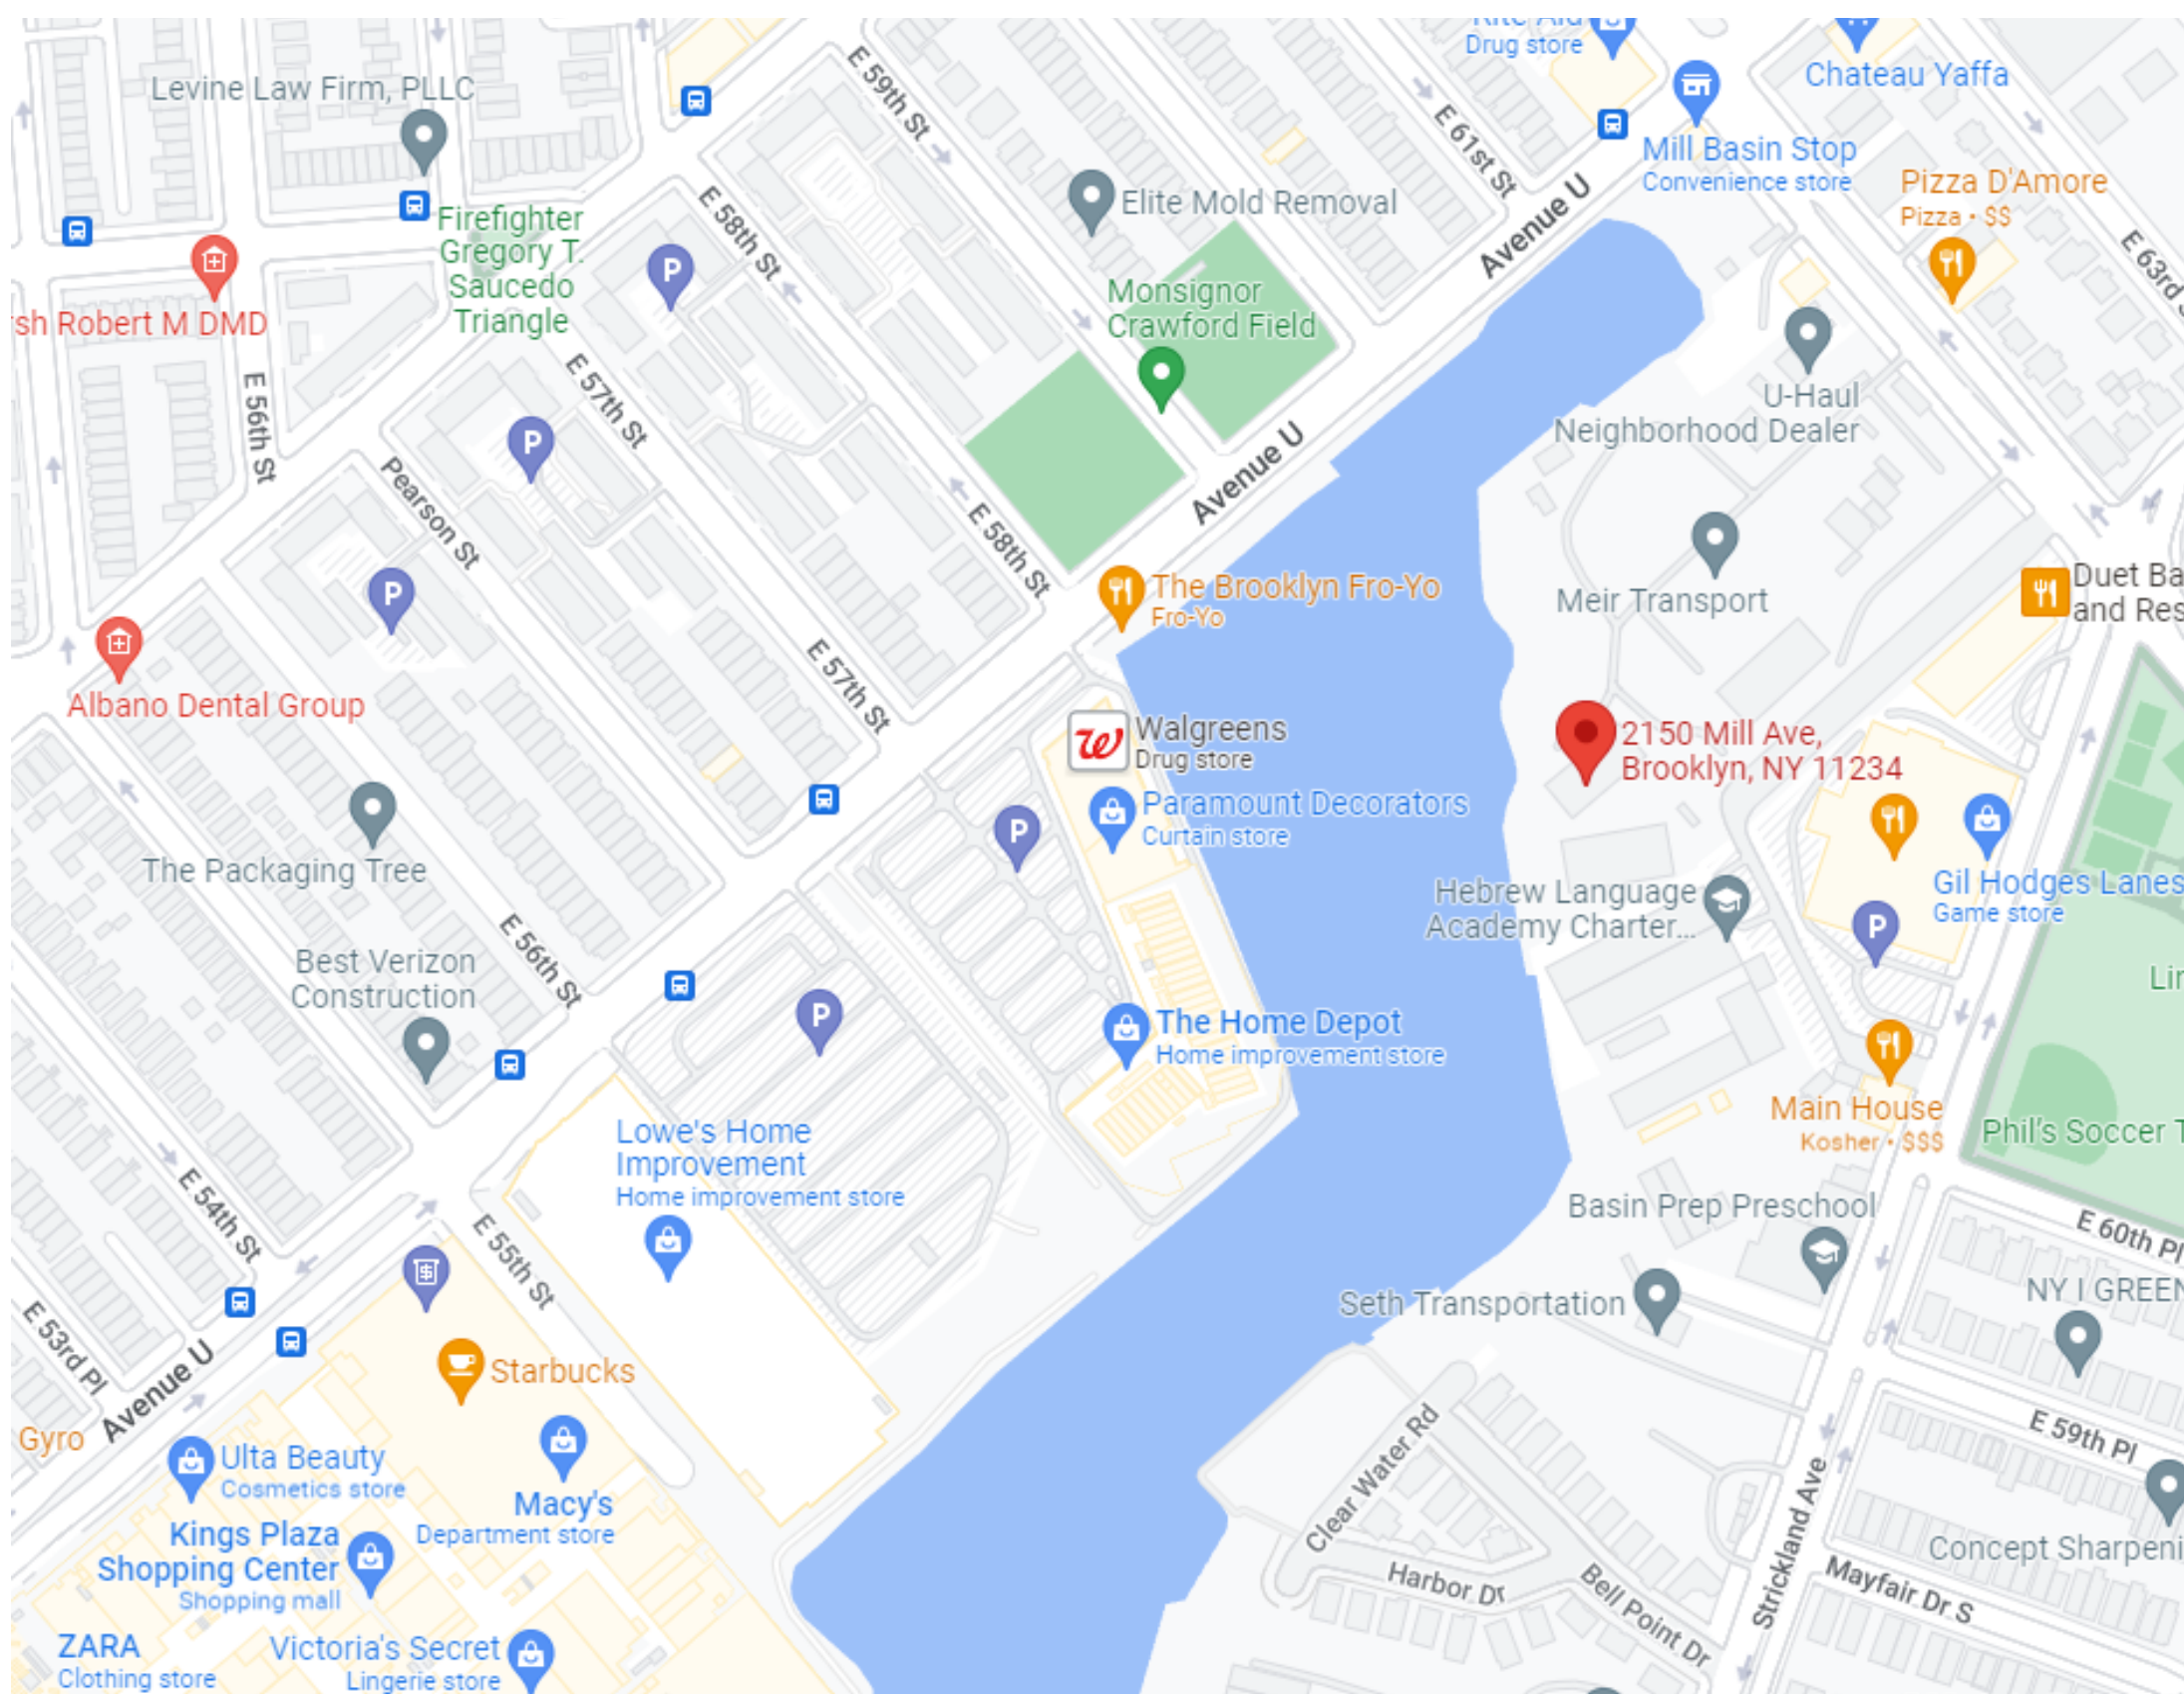 Rite Aid
Drug store
Chateau Yaffa
Levine Law Firm, PLLC
E 59th St
E 61st St
Mill Basin Stop
Convenience store
Pizza D'Amore
Pizza • $$
Elite Mold Removal
Avenue U
E 63rd
Firefighter
Gregory T.
Saucedo
Triangle
E 58th St
P
Monsignor
Crawford Field
sh Robert M DMD
E 56th St
E 57th St
U-Haul
Neighborhood Dealer
P
Avenue U
Pearson St
E 58th St
Meir Transport
Duet Ba
and Res
P
The Brooklyn Fro-Yo
Fro-Yo
Albano Dental Group
E 57th St
Walgreens
Drug store
2150 Mill Ave,
Brooklyn, NY 11234
P
Paramount Decorators
Curtain store
The Packaging Tree
Hebrew Language
Academy Charter...
Gil Hodges Lanes
Game store
P
E 56th St
Best Verizon
Construction
P
Lin
The Home Depot
Home improvement store
Main House
Kosher • $$$
Phil's Soccer T
Lowe's Home
Improvement
Home improvement store
E 54th St
E 55th St
Basin Prep Preschool
E 60th Pl
Seth Transportation
NY I GREEN
E 53rd Pl
Avenue U
Starbucks
Gyro
Clear Water Rd
E 59th Pl
Ulta Beauty
Cosmetics store
Macy's
Department store
Kings Plaza
Shopping Center
Shopping mall
Strickland Ave
Concept Sharpeni
Harbor Dr
Bell Point Dr
Mayfair Dr S
ZARA
Clothing store
Victoria's Secret
Lingerie store